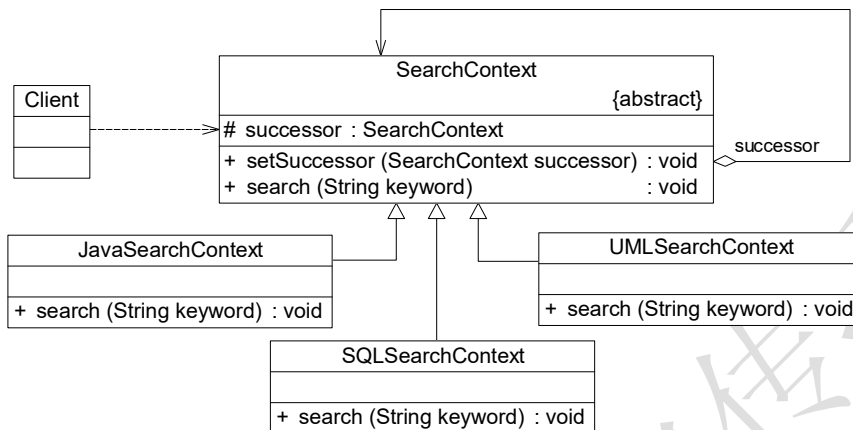 SearchContext
{abstract}
Client
# successor : SearchContext
successor
+ setSuccessor (SearchContext successor) : void
+ search (String keyword) : void
JavaSearchContext
+ search (String keyword) : void
UMLSearchContext
+ search (String keyword) : void
SQLSearchContext
+ search (String keyword) : void